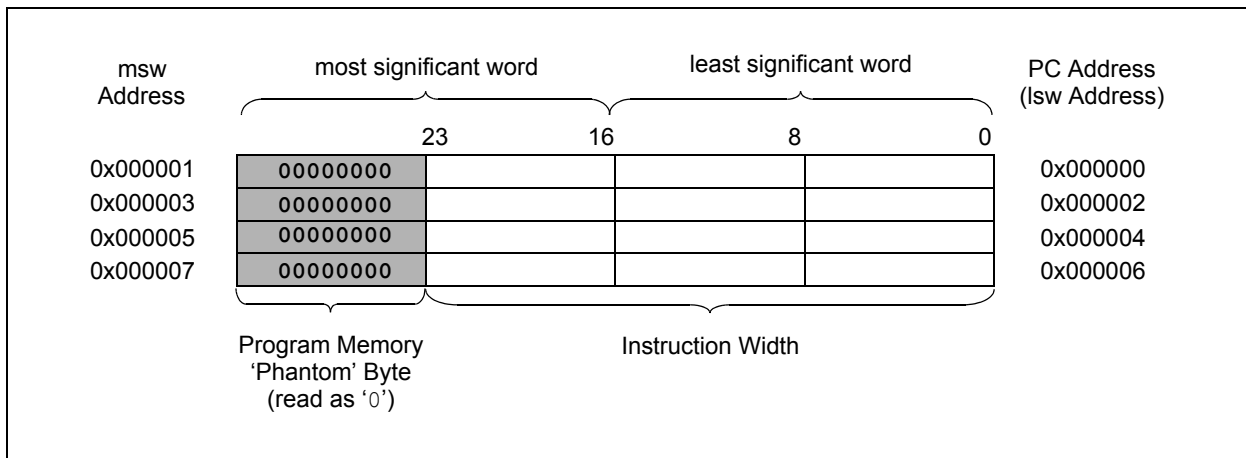 msw
Address
most significant word
least significant word
PC Address
(lsw Address)
23 16 8 0
0x000001 00000000 0x000000
0x000003 00000000 0x000002
0x000005 00000000 0x000004
0x000007 00000000 0x000006
Program Memory
‘Phantom’ Byte
(read as ‘0’)
Instruction Width